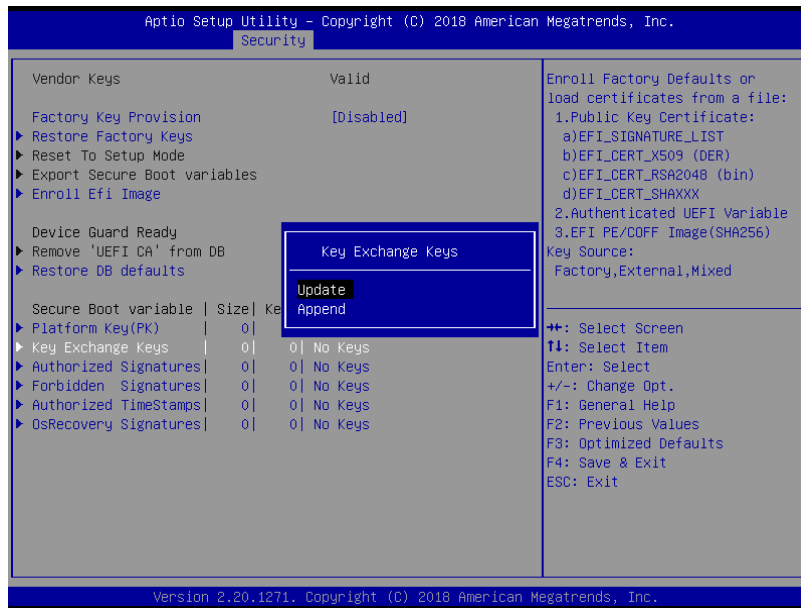 Aptio Setup Utility – Copyright (C) 2018 American Megatrends, Inc.
Security
Vendor Keys Valid
Factory Key Provision [Disabled]
Restore Factory Keys
Reset To Setup Mode
Export Secure Boot variables
Enroll Efi Image
Device Guard Ready
Remove 'UEFI CA' from DB
Restore DB defaults
Secure Boot variable | Size| Ke
Platform Key(PK) | 0|
Key Exchange Keys | 0| 0| No Keys
Authorized Signatures| 0| 0| No Keys
Forbidden Signatures| 0| 0| No Keys
Authorized TimeStamps| 0| 0| No Keys
OsRecovery Signatures| 0| 0| No Keys
Key Exchange Keys
Update
Append
Enroll Factory Defaults or
load certificates from a file:
1.Public Key Certificate:
a)EFI_SIGNATURE_LIST
b)EFI_CERT_X509 (DER)
c)EFI_CERT_RSA2048 (bin)
d)EFI_CERT_SHAXXX
2.Authenticated UEFI Variable
3.EFI PE/COFF Image(SHA256)
Key Source:
Factory,External,Mixed
→←: Select Screen
↑↓: Select Item
Enter: Select
+/-: Change Opt.
F1: General Help
F2: Previous Values
F3: Optimized Defaults
F4: Save & Exit
ESC: Exit
Version 2.20.1271. Copyright (C) 2018 American Megatrends, Inc.